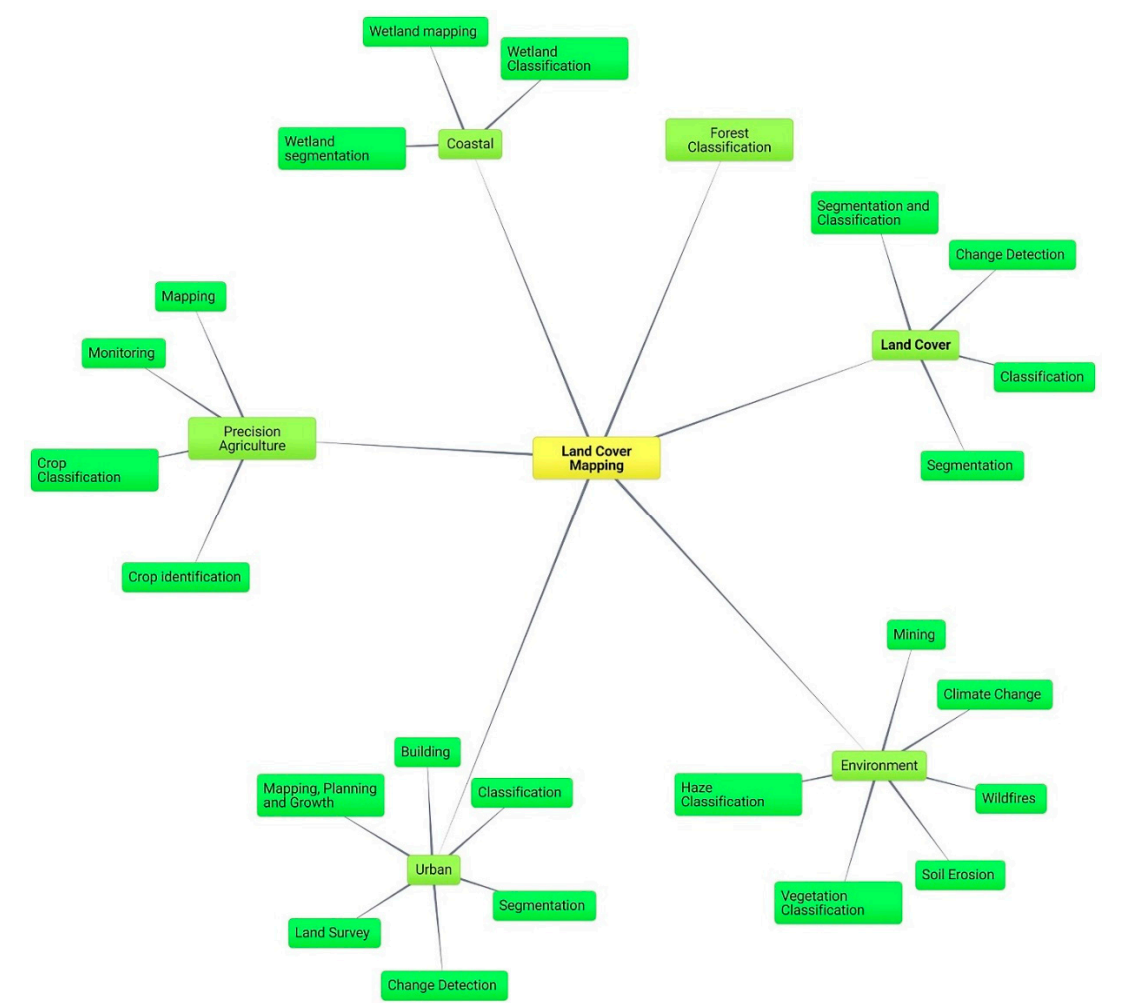 Wetland mapping
Wetland
Classification
Wetland
segmentation
Coastal
Forest
Classification
Segmentation and
Classification
Change Detection
Land Cover
Classification
Segmentation
Mapping
Monitoring
Precision
Agriculture
Crop
Classification
Crop identification
Land Cover
Mapping
Mining
Climate Change
Environment
Haze
Classification
Wildfires
Soil Erosion
Vegetation
Classification
Building
Mapping, Planning
and Growth
Classification
Urban
Segmentation
Land Survey
Change Detection